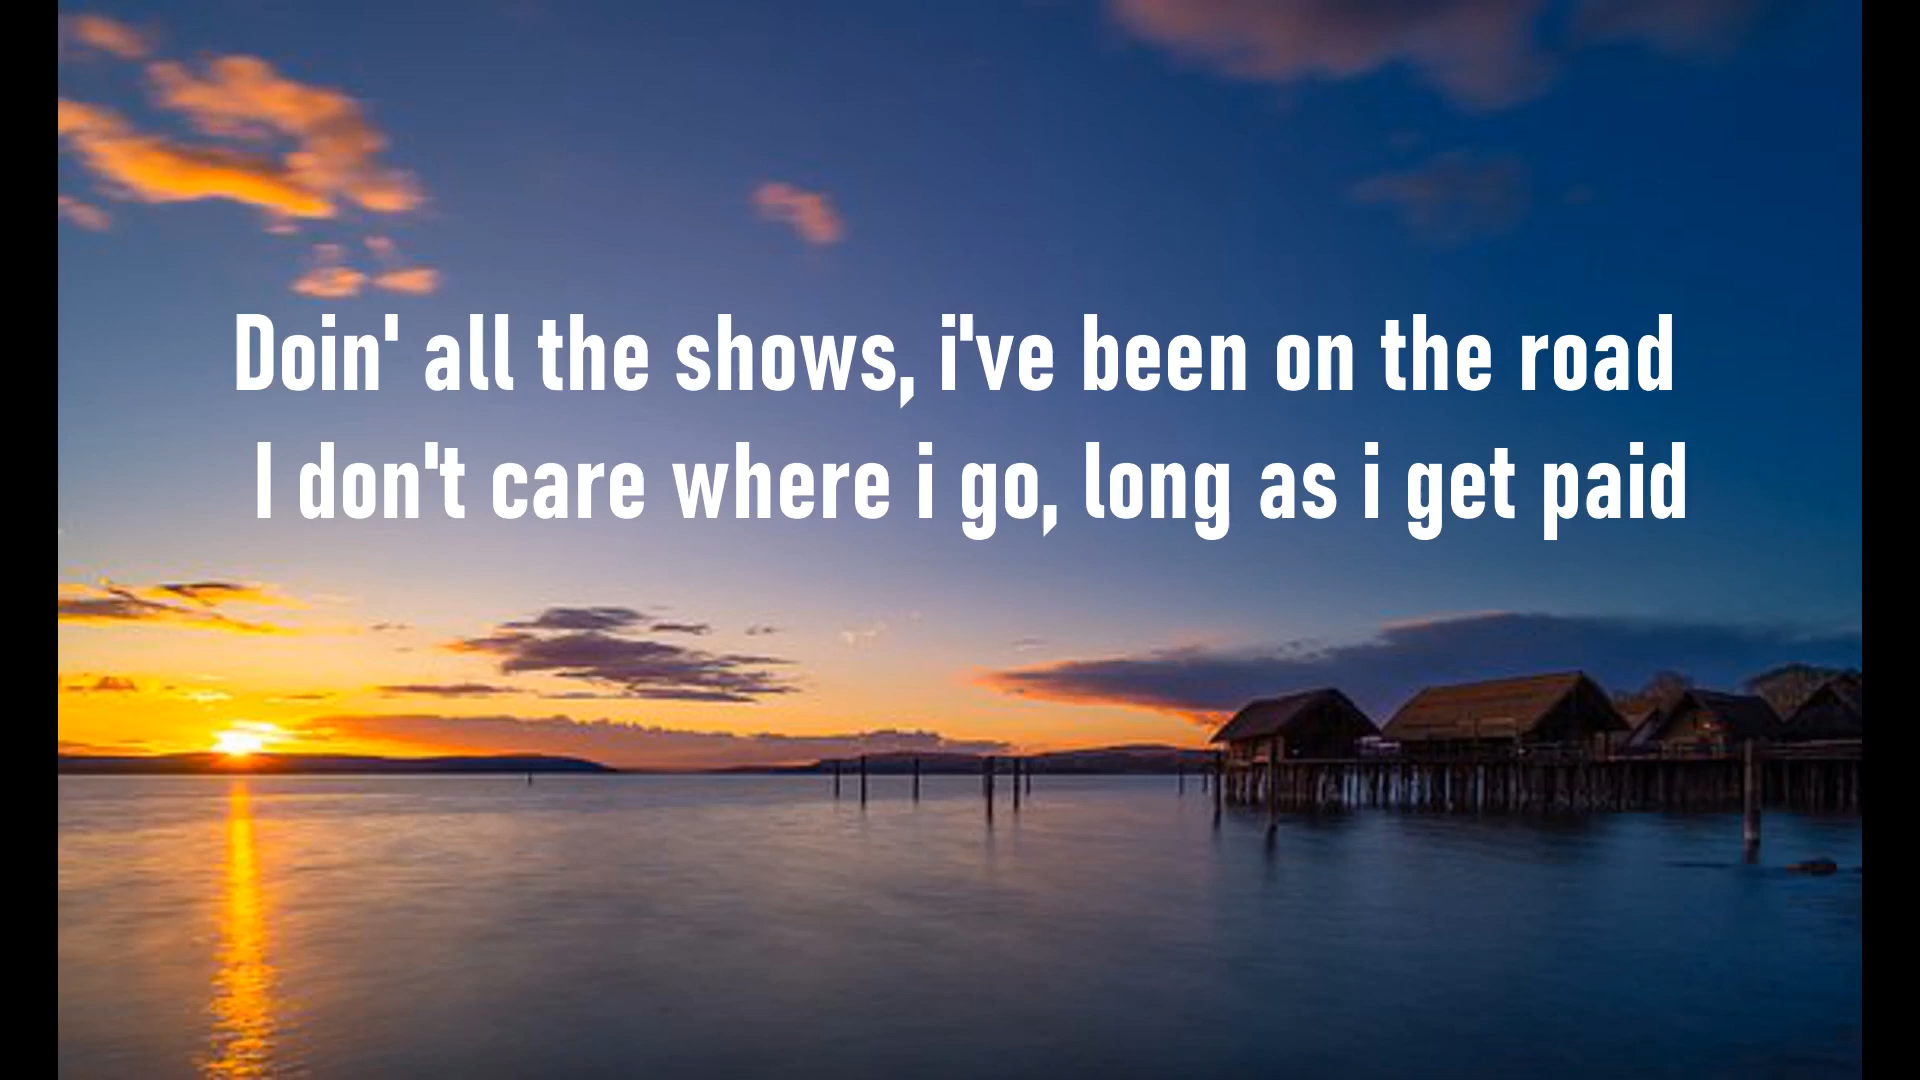 Doin' all the shows, i've been on the road
I don't care where i go, long as i get paid